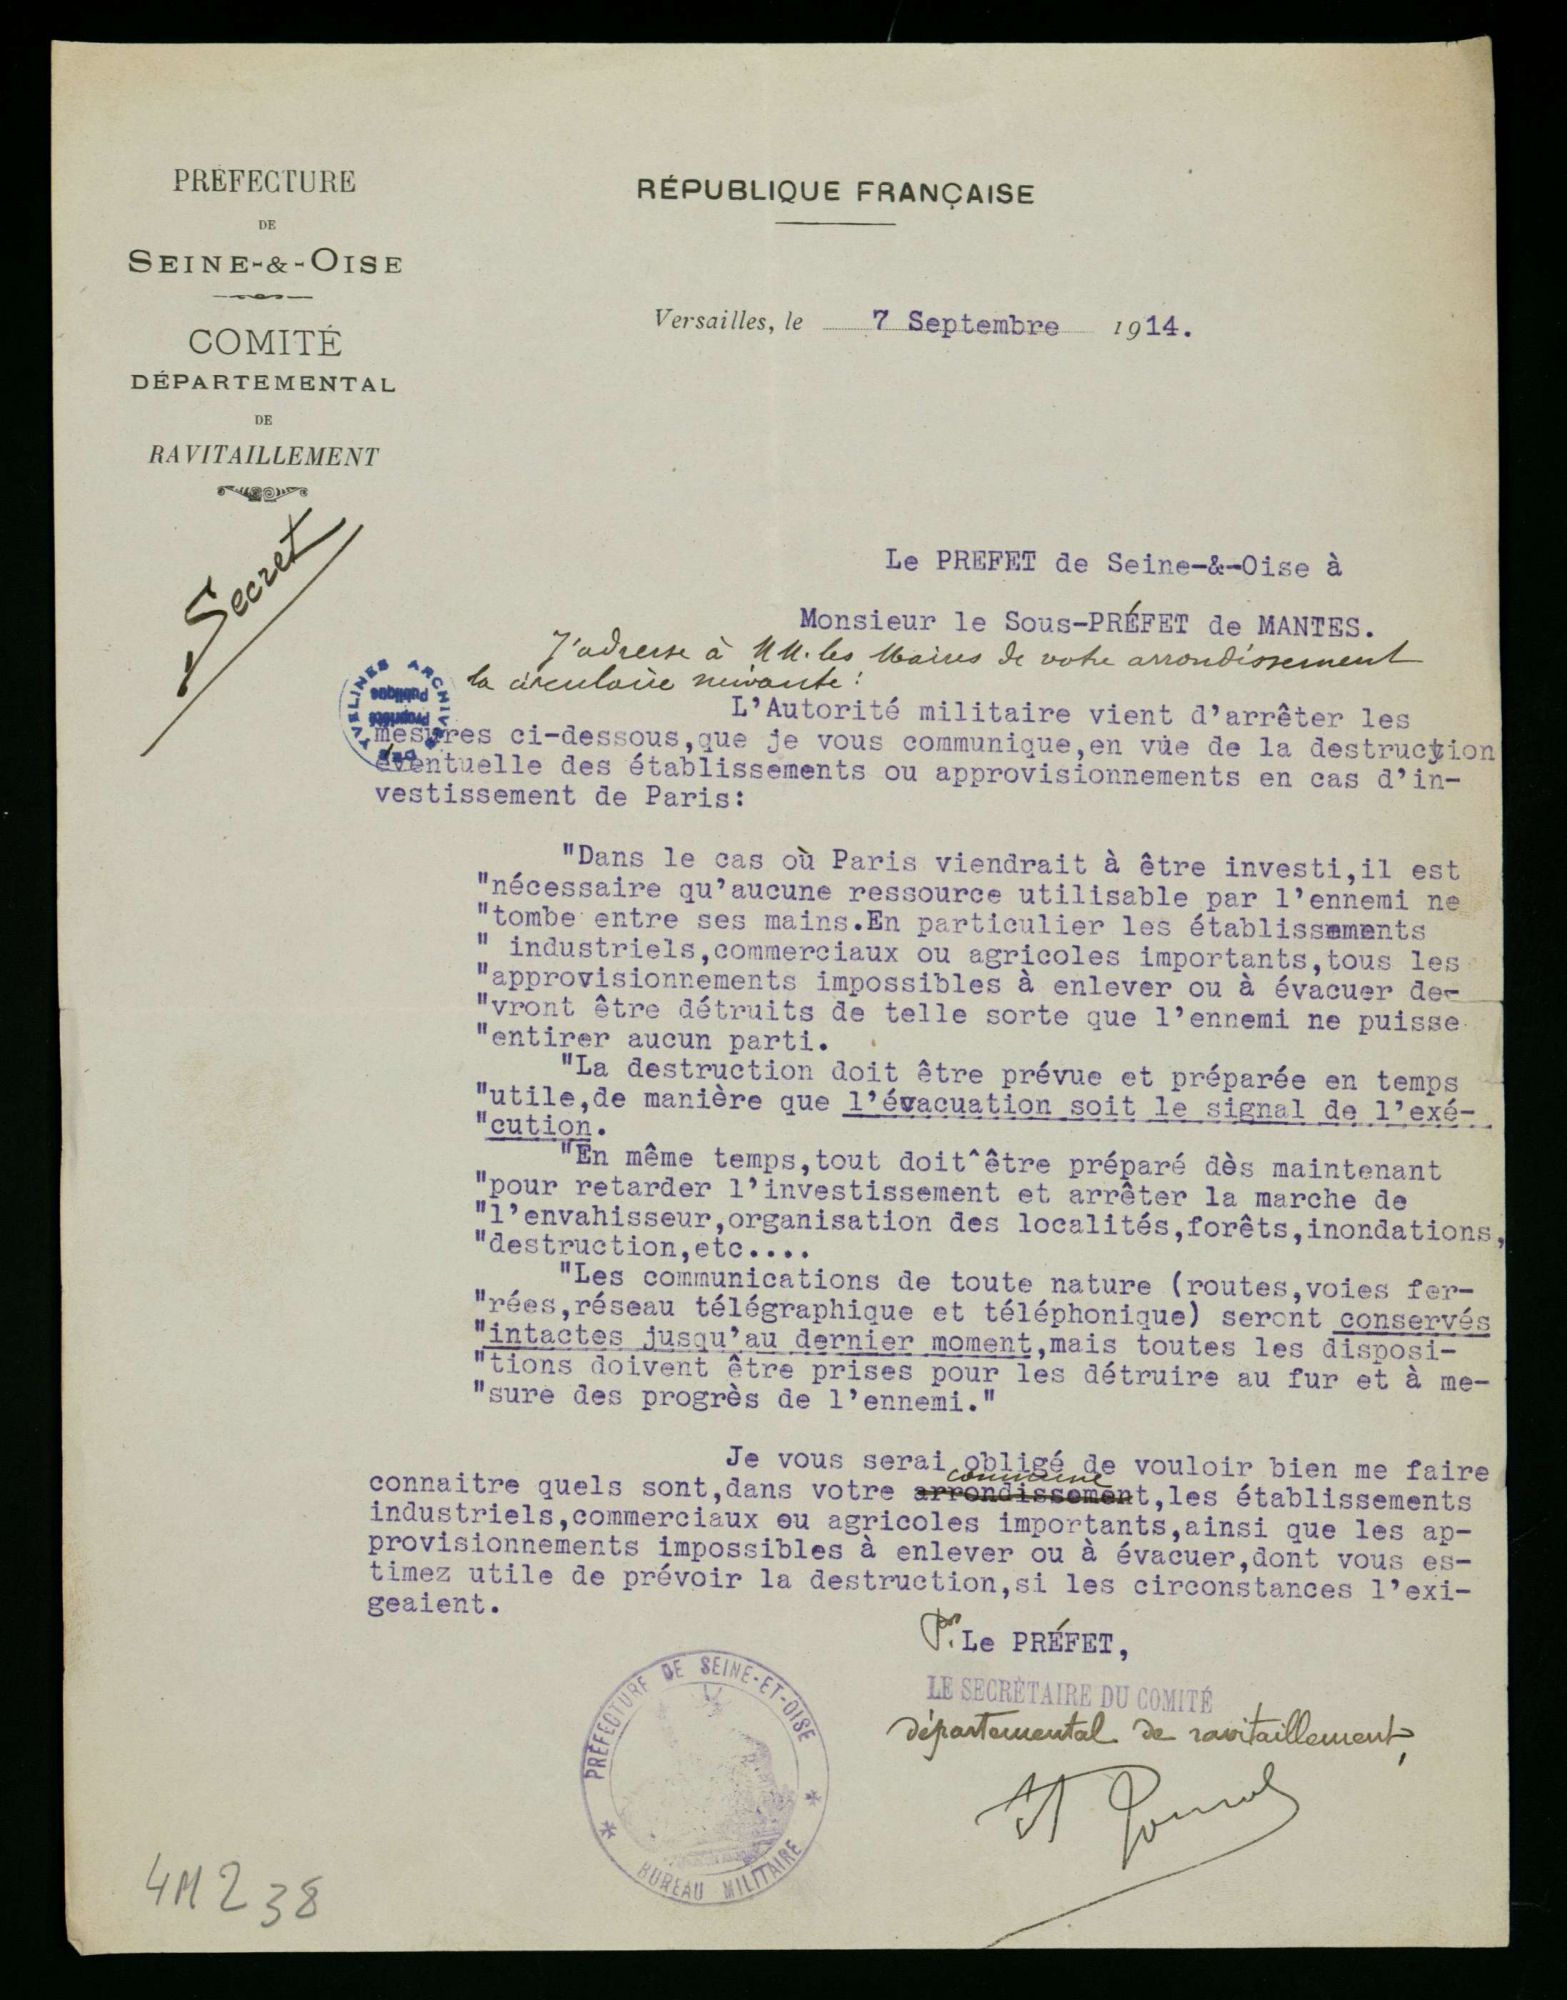 PRÉFECTURE
DE
SEINE-&-OISE
COMITÉ
DÉPARTEMENTAL
DE
RAVITAILLEMENT
RÉPUBLIQUE FRANÇAISE
Versailles, le 7 Septembre 1914.
Secret
Le PREFET de Seine-&-Oise à
Monsieur le Sous-PRÉFET de MANTES.
J'adresse à MM. les Maires de votre arrondissement
la circulaire suivante :
ARCHIVES DES YVELINES
Propriété
Publique
L'Autorité militaire vient d'arrêter les
mesures ci-dessous,que je vous communique,en vue de la destruction
éventuelle des établissements ou approvisionnements en cas d'in-
vestissement de Paris:
"Dans le cas où Paris viendrait à être investi,il est
"nécessaire qu'aucune ressource utilisable par l'ennemi ne
"tombe entre ses mains.En particulier les établissements
" industriels,commerciaux ou agricoles importants,tous les
"approvisionnements impossibles à enlever ou à évacuer de-
"vront être détruits de telle sorte que l'ennemi ne puisse
"entirer aucun parti.
"La destruction doit être prévue et préparée en temps
"utile,de manière que l'évacuation soit le signal de l'exé-
"cution.
"En même temps,tout doit^être préparé dès maintenant
"pour retarder l'investissement et arrêter la marche de
"l'envahisseur,organisation des localités,forêts,inondations,
"destruction,etc....
"Les communications de toute nature (routes,voies fer-
"rées,réseau télégraphique et téléphonique) seront conservés
"intactes jusqu'au dernier moment,mais toutes les disposi-
"tions doivent être prises pour les détruire au fur et à me-
"sure des progrès de l'ennemi."
Je vous serai obligé de vouloir bien me faire
commune
connaitre quels sont,dans votre arrondissement,les établissements
industriels,commerciaux ou agricoles importants,ainsi que les ap-
provisionnements impossibles à enlever ou à évacuer,dont vous es-
timez utile de prévoir la destruction,si les circonstances l'exi-
geaient.
Pr. Le PRÉFET,
LE SECRÉTAIRE DU COMITÉ
départemental de ravitaillement,
PRÉFECTURE DE SEINE-ET-OISE
* BUREAU MILITAIRE *
4M2 38